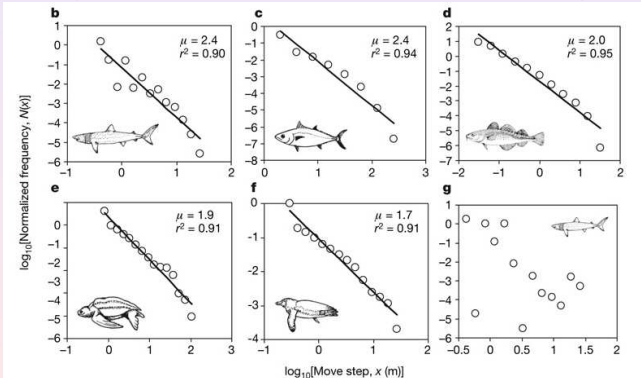 b
1
0
-1
-2
-3
-4
-5
-6
-1 0 1 2
μ = 2.4
r² = 0.90
c
0
-1
-2
-3
-4
-5
-6
-7
-8
0 1 2 3
μ = 2.4
r² = 0.94
d
2
1
0
-1
-2
-3
-4
-5
-6
-7
-2 -1 0 1 2
μ = 2.0
r² = 0.95
log₁₀[Normalized frequency, N(x)]
e
0
-1
-2
-3
-4
-5
-6
-1 0 1 2 3
μ = 1.9
r² = 0.91
f
0
-1
-2
-3
-4
-1 0 1 2
μ = 1.7
r² = 0.91
g
1
0
-1
-2
-3
-4
-5
-6
-0.5 0 0.5 1 1.5 2
log₁₀[Move step, x (m)]